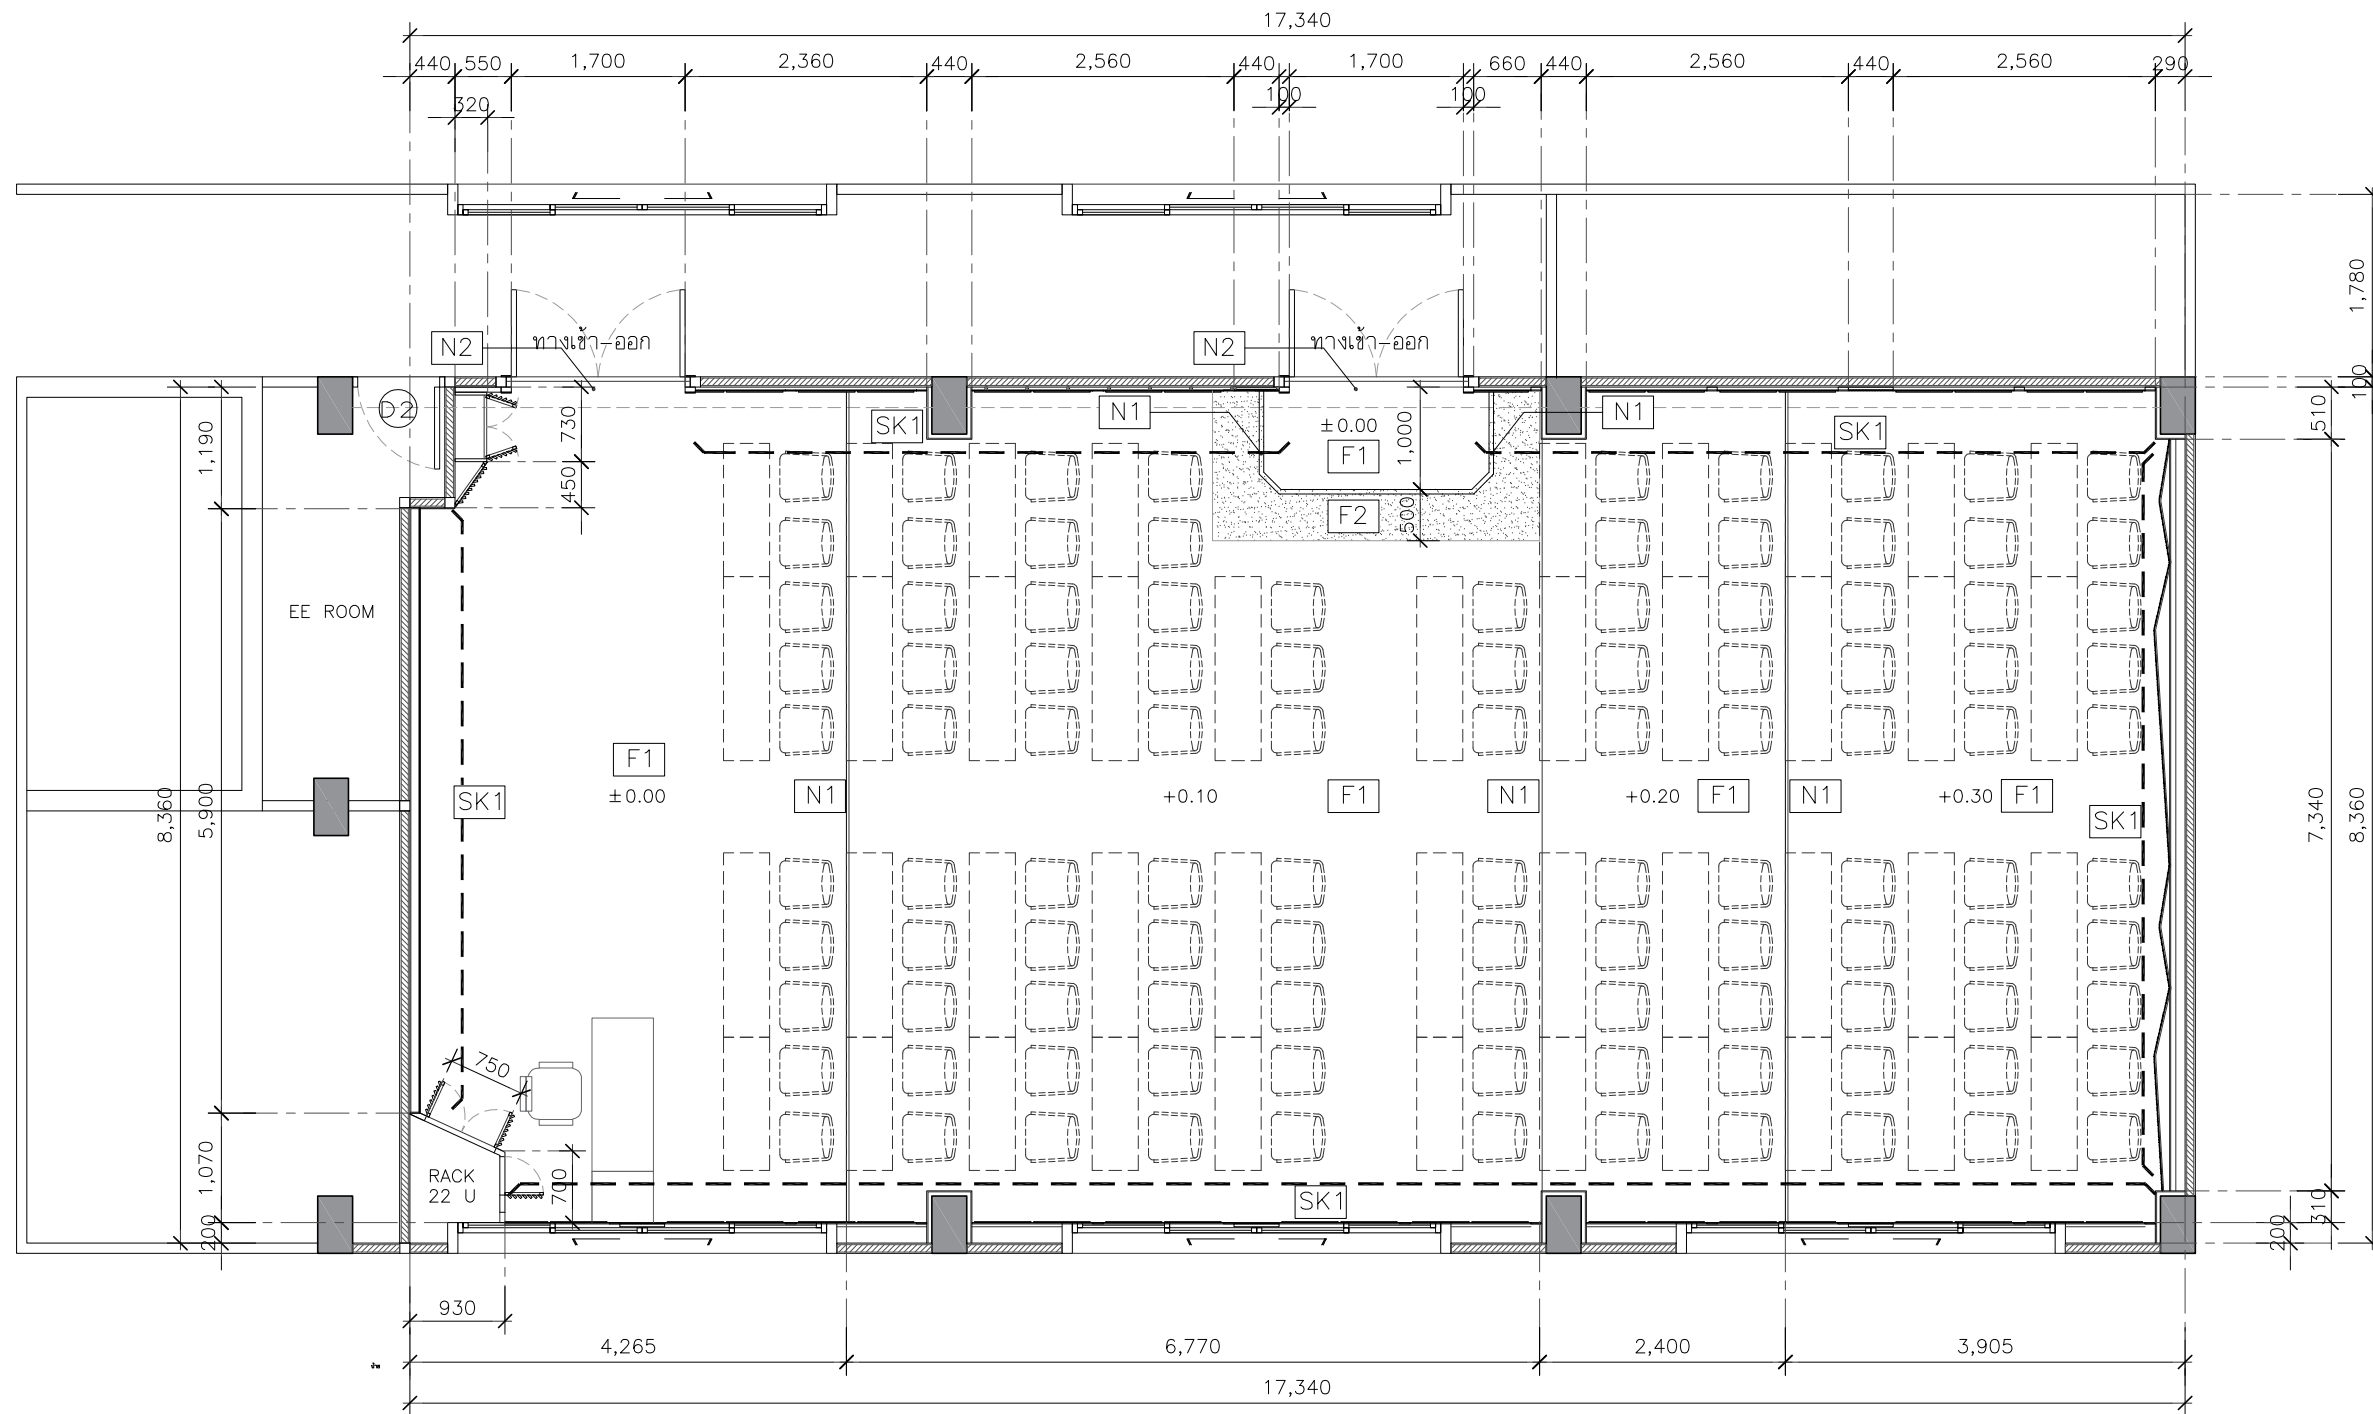 17,340
440 550 1,700 2,360 440 2,560 440 1,700 660 440 2,560 440 2,560 290
320 100 100
1,780
100
N2 ทางเข้า-ออก N2 ทางเข้า-ออก
D2 730 SK1 N1 ±0.00 1,000 N1 SK1 510
1,190 F1
450 F2 500
EE ROOM
F1
8,360 5,900 SK1 ±0.00 N1 +0.10 F1 N1 +0.20 F1 N1 +0.30 F1 SK1 7,340 8,360
750
1,070 RACK 700
22 U SK1 310
200 200
930
4,265 6,770 2,400 3,905
17,340